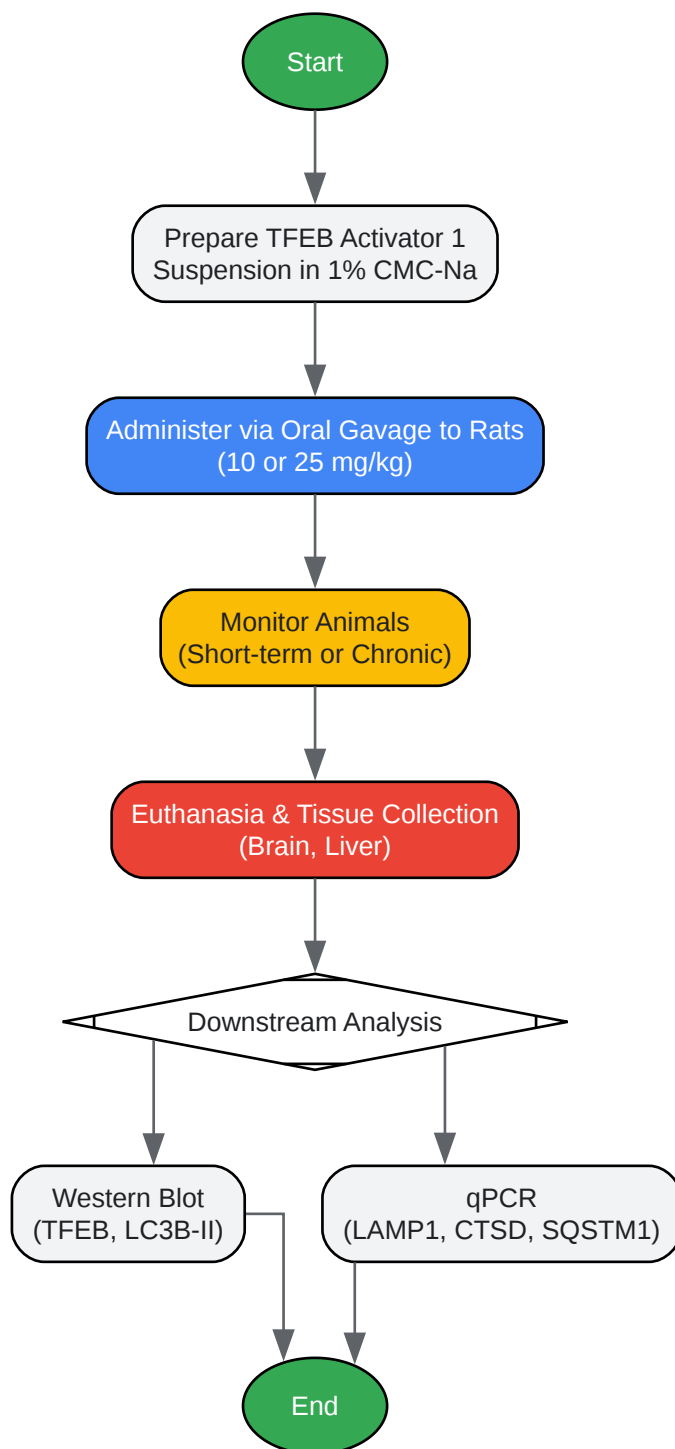 Start
Prepare TFEB Activator 1
Suspension in 1% CMC-Na
Administer via Oral Gavage to Rats
(10 or 25 mg/kg)
Monitor Animals
(Short-term or Chronic)
Euthanasia & Tissue Collection
(Brain, Liver)
Downstream Analysis
Western Blot
(TFEB, LC3B-II)
qPCR
(LAMP1, CTSD, SQSTM1)
End